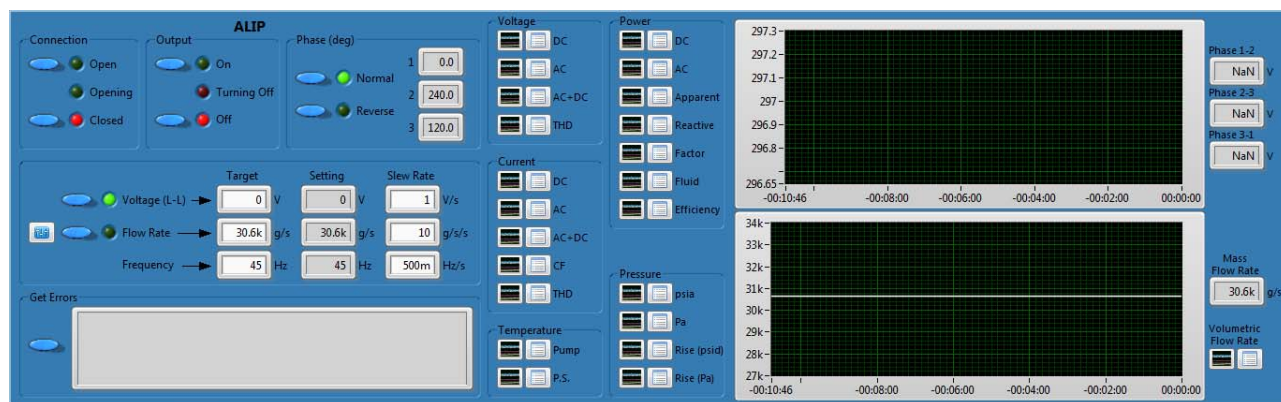 ALIP
Connection
Open
Opening
Closed
Output
On
Turning Off
Off
Phase (deg)
Normal
Reverse
1 0.0
2 240.0
3 120.0
Target Setting Slew Rate
Voltage (L-L) 0 V 0 V 1 V/s
Flow Rate 30.6k g/s 30.6k g/s 10 g/s/s
Frequency 45 Hz 45 Hz 500m Hz/s
Get Errors
Voltage
DC
AC
AC+DC
THD
Current
DC
AC
AC+DC
CF
THD
Temperature
Pump
P.S.
Power
DC
AC
Apparent
Reactive
Factor
Fluid
Efficiency
Pressure
psia
Pa
Rise (psid)
Rise (Pa)
297.3
297.2
297.1
297
296.9
296.8
296.65
-00:10:46 -00:08:00 -00:06:00 -00:04:00 -00:02:00 00:00:00
Phase 1-2
NaN V
Phase 2-3
NaN V
Phase 3-1
NaN V
34k
33k
32k
31k
30k
29k
28k
27k
-00:10:46 -00:08:00 -00:06:00 -00:04:00 -00:02:00 00:00:00
Mass
Flow Rate
30.6k g/s
Volumetric
Flow Rate